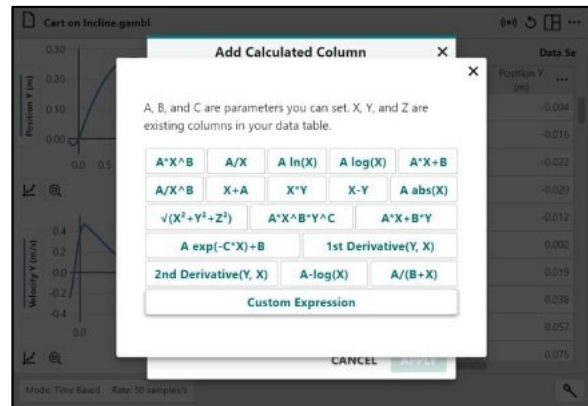 Cart on Incline.gambl
Add Calculated Column
Data Se
Position Y
(m)
A, B, and C are parameters you can set. X, Y, and Z are
existing columns in your data table.
A*X^B A/X A ln(X) A log(X) A*X+B
A/X^B X+A X*Y X-Y A abs(X)
√(X²+Y²+Z²) A*X^B*Y^C A*X+B*Y
A exp(-C*X)+B 1st Derivative(Y, X)
2nd Derivative(Y, X) A-log(X) A/(B+X)
Custom Expression
CANCEL APPLY
Position Y (m)
0.30
0.20
0.10
0.00
0.0 0.5
Velocity Y (m/s)
0.4
0.2
0.0
-0.2
-0.4
0.0
-0.004
-0.016
-0.022
-0.020
-0.012
0.002
0.019
0.038
0.057
0.075
Mode: Time Based Rate: 50 samples/s